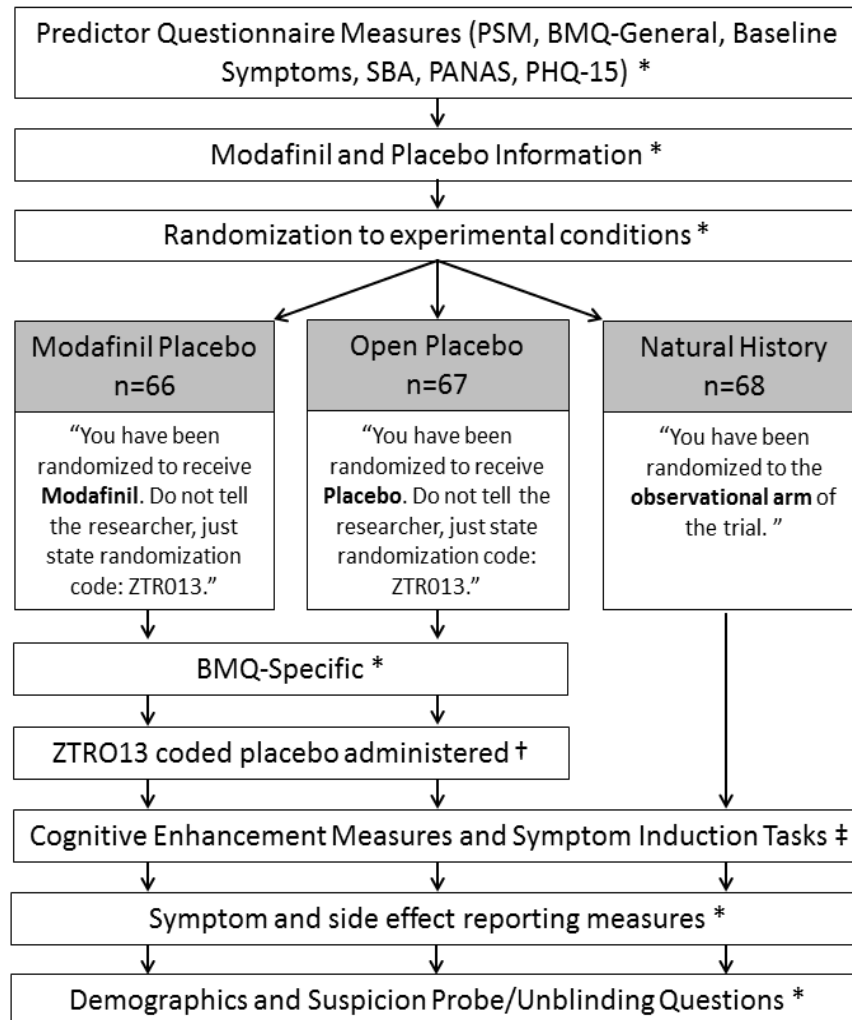 Predictor Questionnaire Measures (PSM, BMQ-General, Baseline
Symptoms, SBA, PANAS, PHQ-15) *
Modafinil and Placebo Information *
Randomization to experimental conditions *
Modafinil Placebo
n=66
“You have been
randomized to receive
Modafinil. Do not tell
the researcher, just
state randomization
code: ZTR013.”
Open Placebo
n=67
“You have been
randomized to receive
Placebo. Do not tell the
researcher, just state
randomization code:
ZTR013.”
Natural History
n=68
“You have been
randomized to the
observational arm of
the trial. ”
BMQ-Specific *
ZTRO13 coded placebo administered †
Cognitive Enhancement Measures and Symptom Induction Tasks ‡
Symptom and side effect reporting measures *
Demographics and Suspicion Probe/Unblinding Questions *